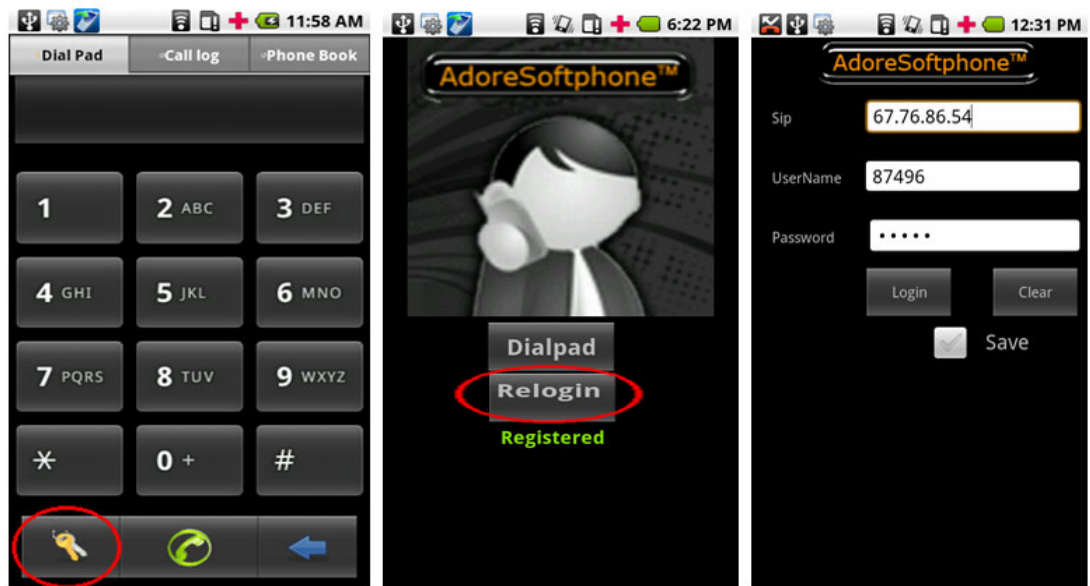 11:58 AM
Dial Pad Call log Phone Book
1 2 ABC 3 DEF
4 GHI 5 JKL 6 MNO
7 PQRS 8 TUV 9 WXYZ
* 0 + #
6:22 PM
AdoreSoftphone™
Dialpad
Relogin
Registered
12:31 PM
AdoreSoftphone™
Sip 67.76.86.54
UserName 87496
Password •••••
Login Clear
Save